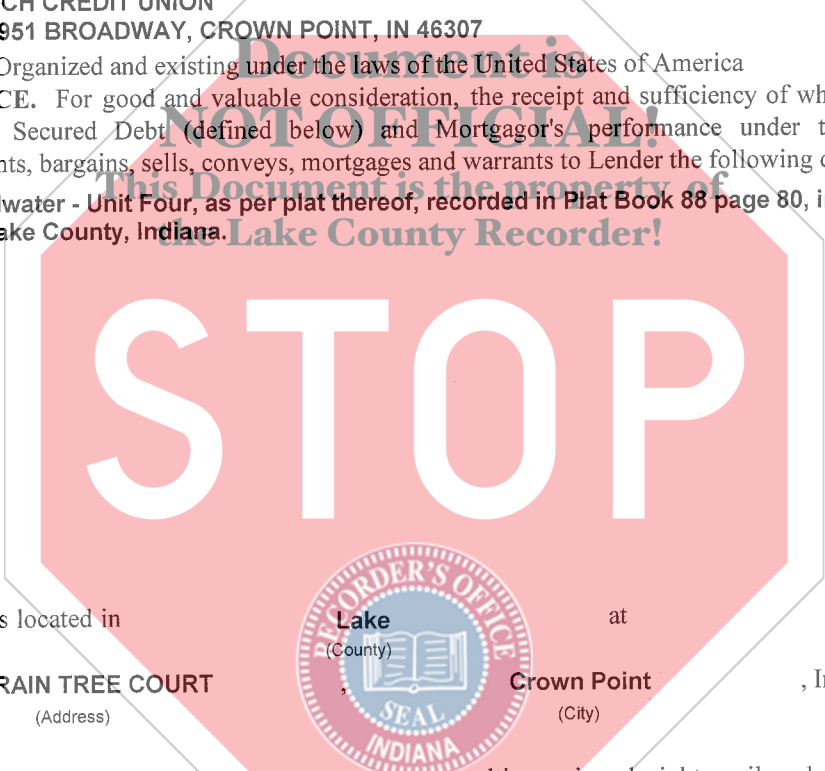 CH CREDIT UNION
951 BROADWAY, CROWN POINT, IN 46307
Document is
Organized and existing under the laws of the United States of America
CE. For good and valuable consideration, the receipt and sufficiency of wh
NOT OFFICIAL!
Secured Debt (defined below) and Mortgagor's performance under t
nts, bargains, sells, conveys, mortgages and warrants to Lender the following
This Document is the property of
lwater - Unit Four, as per plat thereof, recorded in Plat Book 88 page 80, i
ake County, Indiana.
the Lake County Recorder!
STOP
RECORDER'S OFFICE
s located in Lake at
(County)
RAIN TREE COURT , Crown Point , I
(Address) (City)
SEAL
INDIANA